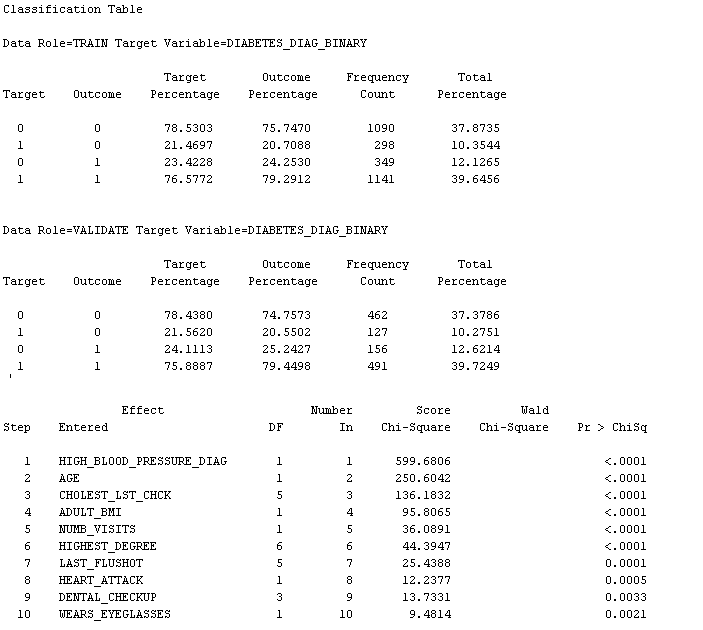 Classification Table
Data Role=TRAIN Target Variable=DIABETES_DIAG_BINARY
Target Outcome Frequency Total
Target Outcome Percentage Percentage Count Percentage
0 0 78.5303 75.7470 1090 37.8735
1 0 21.4697 20.7088 298 10.3544
0 1 23.4228 24.2530 349 12.1265
1 1 76.5772 79.2912 1141 39.6456
Data Role=VALIDATE Target Variable=DIABETES_DIAG_BINARY
Target Outcome Frequency Total
Target Outcome Percentage Percentage Count Percentage
0 0 78.4380 74.7573 462 37.3786
1 0 21.5620 20.5502 127 10.2751
0 1 24.1113 25.2427 156 12.6214
1 1 75.8887 79.4498 491 39.7249
Effect Number Score Wald
Step Entered DF In Chi-Square Chi-Square Pr > ChiSq
1 HIGH_BLOOD_PRESSURE_DIAG 1 1 599.6806 <.0001
2 AGE 1 2 250.6042 <.0001
3 CHOLEST_LST_CHCK 5 3 136.1832 <.0001
4 ADULT_BMI 1 4 95.8065 <.0001
5 NUMB_VISITS 1 5 36.0891 <.0001
6 HIGHEST_DEGREE 6 6 44.3947 <.0001
7 LAST_FLUSHOT 5 7 25.4388 0.0001
8 HEART_ATTACK 1 8 12.2377 0.0005
9 DENTAL_CHECKUP 3 9 13.7331 0.0033
10 WEARS_EYEGLASSES 1 10 9.4814 0.0021